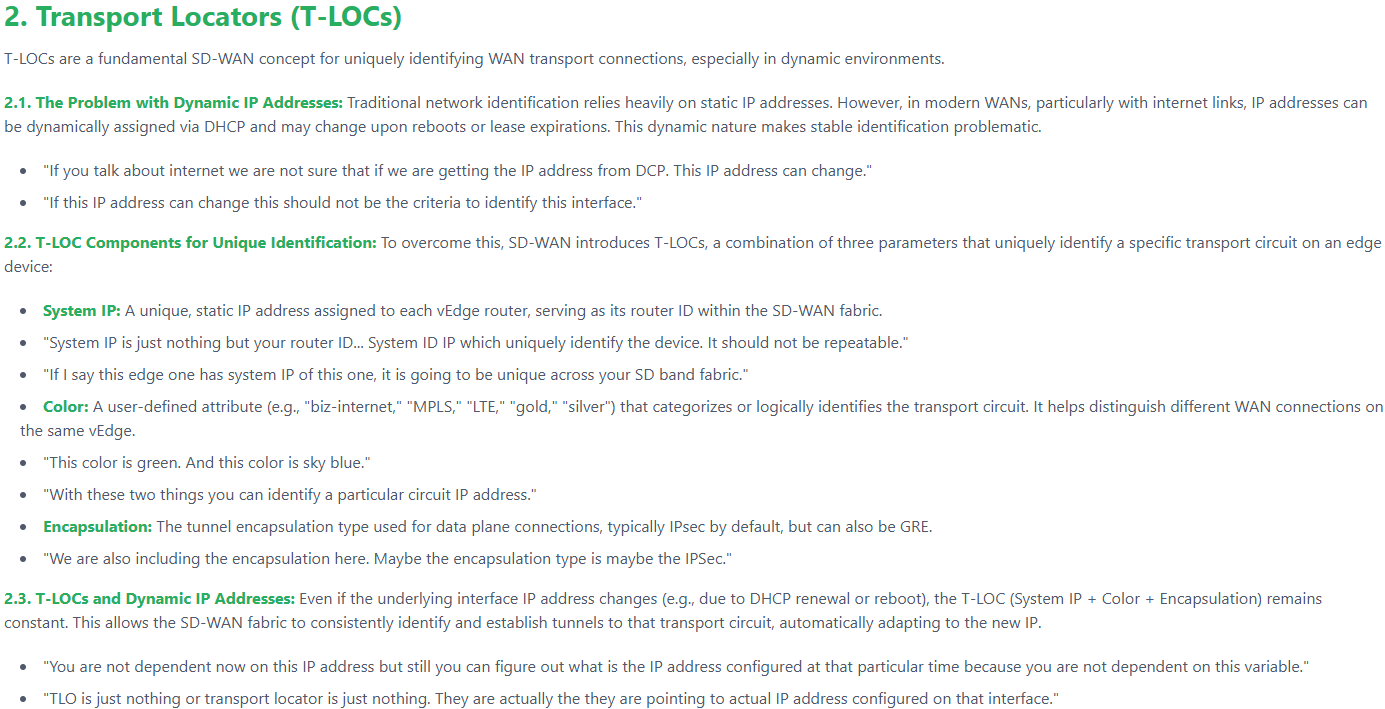 2. Transport Locators (T-LOCs)
T-LOCs are a fundamental SD-WAN concept for uniquely identifying WAN transport connections, especially in dynamic environments.
2.1. The Problem with Dynamic IP Addresses: Traditional network identification relies heavily on static IP addresses. However, in modern WANs, particularly with internet links, IP addresses can
be dynamically assigned via DHCP and may change upon reboots or lease expirations. This dynamic nature makes stable identification problematic.
• "If you talk about internet we are not sure that if we are getting the IP address from DCP. This IP address can change."
• "If this IP address can change this should not be the criteria to identify this interface."
2.2. T-LOC Components for Unique Identification: To overcome this, SD-WAN introduces T-LOCs, a combination of three parameters that uniquely identify a specific transport circuit on an edge
device:
• System IP: A unique, static IP address assigned to each vEdge router, serving as its router ID within the SD-WAN fabric.
• "System IP is just nothing but your router ID... System ID IP which uniquely identify the device. It should not be repeatable."
• "If I say this edge one has system IP of this one, it is going to be unique across your SD band fabric."
• Color: A user-defined attribute (e.g., "biz-internet," "MPLS," "LTE," "gold," "silver") that categorizes or logically identifies the transport circuit. It helps distinguish different WAN connections on
the same vEdge.
• "This color is green. And this color is sky blue."
• "With these two things you can identify a particular circuit IP address."
• Encapsulation: The tunnel encapsulation type used for data plane connections, typically IPsec by default, but can also be GRE.
• "We are also including the encapsulation here. Maybe the encapsulation type is maybe the IPSec."
2.3. T-LOCs and Dynamic IP Addresses: Even if the underlying interface IP address changes (e.g., due to DHCP renewal or reboot), the T-LOC (System IP + Color + Encapsulation) remains
constant. This allows the SD-WAN fabric to consistently identify and establish tunnels to that transport circuit, automatically adapting to the new IP.
• "You are not dependent now on this IP address but still you can figure out what is the IP address configured at that particular time because you are not dependent on this variable."
• "TLO is just nothing or transport locator is just nothing. They are actually the they are pointing to actual IP address configured on that interface."